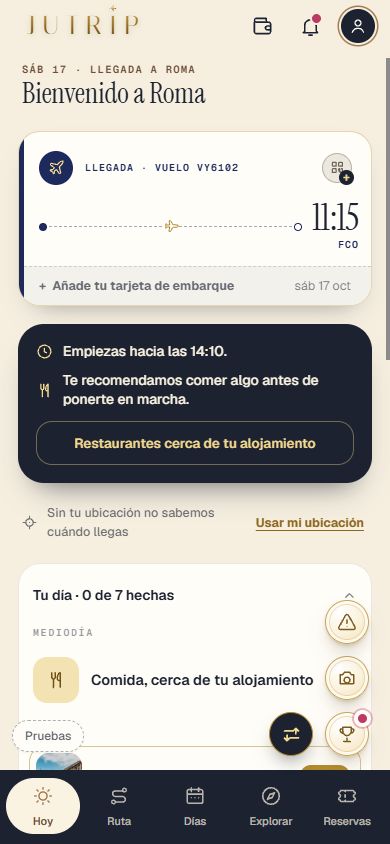 JUTRIP
SÁB 17 · LLEGADA A ROMA
Bienvenido a Roma
LLEGADA · VUELO VY6102
11:15
FCO
+ Añade tu tarjeta de embarque
sáb 17 oct
Empiezas hacia las 14:10.
Te recomendamos comer algo antes de
ponerte en marcha.
Restaurantes cerca de tu alojamiento
Sin tu ubicación no sabemos
cuándo llegas
Usar mi ubicación
Tu día · 0 de 7 hechas
MEDIODÍA
Comida, cerca de tu alojamiento
Pruebas
Hoy
Ruta
Días
Explorar
Reservas